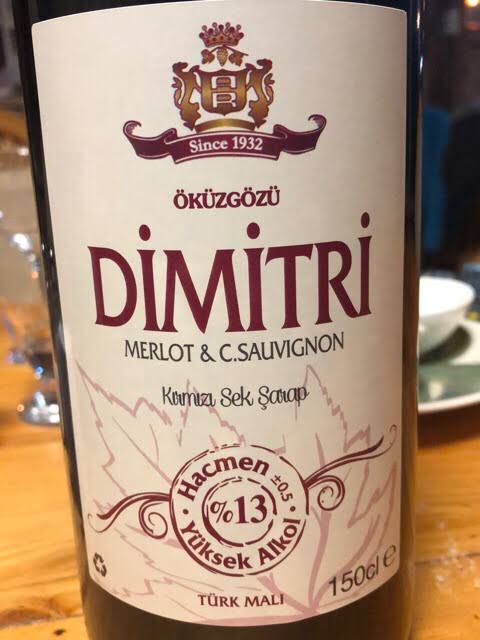 Since 1932
ÖKÜZGÖZÜ
DİMİTRİ
MERLOT & C.SAUVIGNON
Kırmızı Sek Şarap
Hacmen ±0.5
%13
Yüksek Alkol
150cl e
TÜRK MALI